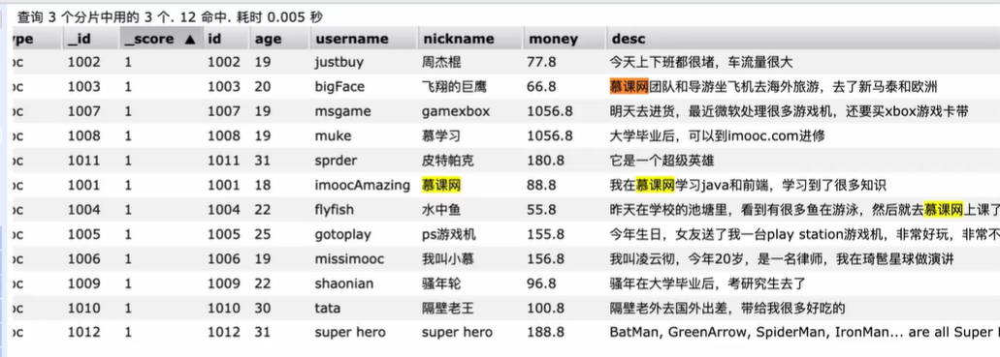 查询 3 个分片中用的 3 个. 12 命中. 耗时 0.005 秒
_id _score ▲ id age username nickname money desc
1002 1 1002 19 justbuy 周杰棍 77.8 今天上下班都很堵，车流量很大
1003 1 1003 20 bigFace 飞翔的巨鹰 66.8 慕课网团队和导游坐飞机去海外旅游，去了新马泰和欧洲
1007 1 1007 19 msgame gamexbox 1056.8 明天去进货，最近微软处理很多游戏机，还要买xbox游戏卡带
1008 1 1008 19 muke 慕学习 1056.8 大学毕业后，可以到imooc.com进修
1011 1 1011 31 sprder 皮特帕克 180.8 它是一个超级英雄
1001 1 1001 18 imoocAmazing 慕课网 88.8 我在慕课网学习java和前端，学习到了很多知识
1004 1 1004 22 flyfish 水中鱼 55.8 昨天在学校的池塘里，看到有很多鱼在游泳，然后就去慕课网上课了
1005 1 1005 25 gotoplay ps游戏机 155.8 今年生日，女友送了我一台play station游戏机，非常好玩，非常不
1006 1 1006 19 missimooc 我叫小慕 156.8 我叫凌云彻，今年20岁，是一名律师，我在琦髱星球做演讲
1009 1 1009 22 shaonian 骚年轮 96.8 骚年在大学毕业后，考研究生去了
1010 1 1010 30 tata 隔壁老王 100.8 隔壁老外去国外出差，带给我很多好吃的
1012 1 1012 31 super hero super hero 188.8 BatMan, GreenArrow, SpiderMan, IronMan... are all Super